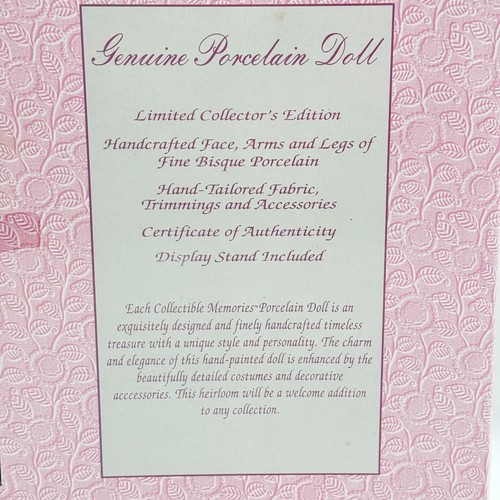 Genuine Porcelain Doll
Limited Collector's Edition
Handcrafted Face, Arms and Legs of
Fine Bisque Porcelain
Hand-Tailored Fabric,
Trimmings and Accessories
Certificate of Authenticity
Display Stand Included
Each Collectible Memories™ Porcelain Doll is an
exquisitely designed and finely handcrafted timeless
treasure with a unique style and personality. The charm
and elegance of this hand-painted doll is enhanced by the
beautifully detailed costumes and decorative
acccessories. This heirloom will be a welcome addition
to any collection.